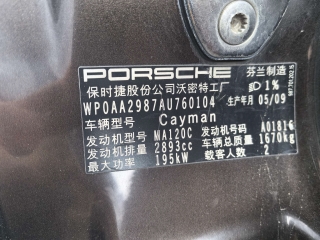 PORSCHE 芬兰制造
保时捷股份公司沃密特工厂 1%
WP0AA2987AU760104 生产年月 05/09
车辆型号 Cayman
发动机型号 MA120C 发动机号码 A01816
发动机排量 2893cc 车辆总质量 1670kg
最大功率 195kW 载客人数 2